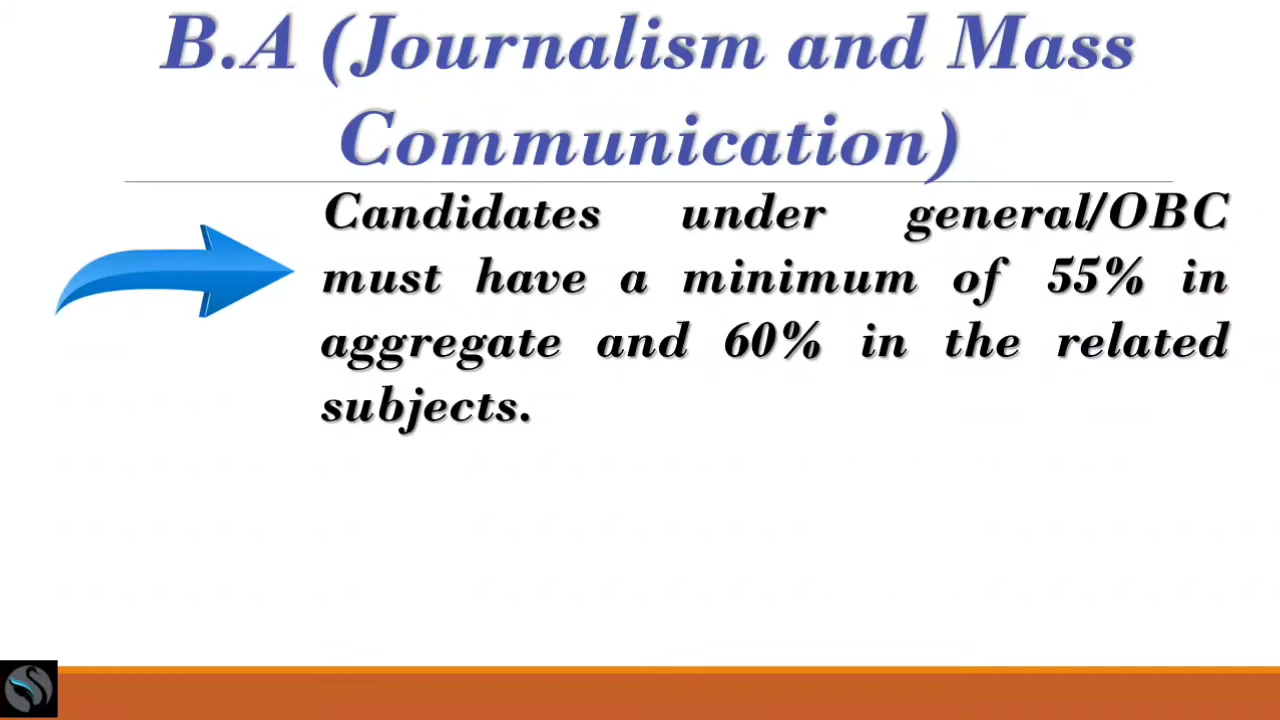 B.A (Journalism and Mass
Communication)
Candidates under general/OBC
must have a minimum of 55% in
aggregate and 60% in the related
subjects.